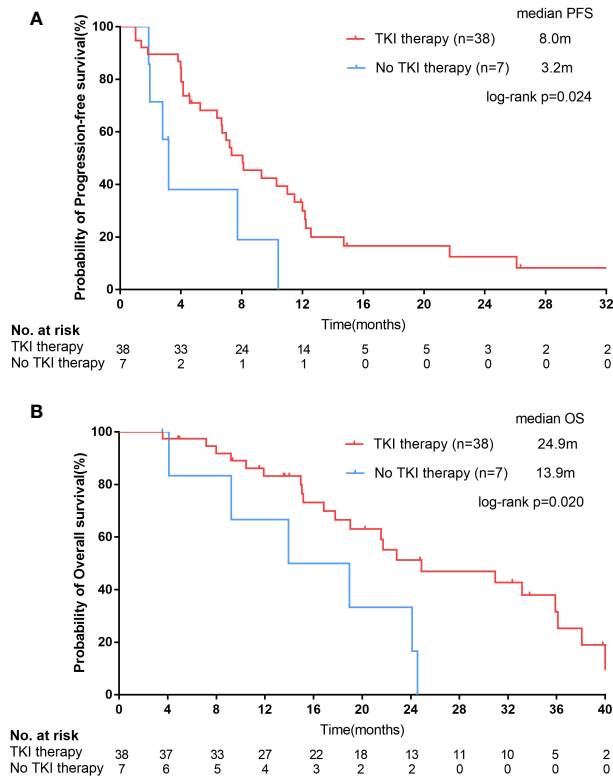 A
median PFS
TKI therapy (n=38) 8.0m
No TKI therapy (n=7) 3.2m
log-rank p=0.024
Probability of Progression-free survival(%)
100
80
60
40
20
0
0 4 8 12 16 20 24 28 32
Time(months)
No. at risk
TKI therapy 38 33 24 14 5 5 3 2 2
No TKI therapy 7 2 1 1 0 0 0 0 0
B
median OS
TKI therapy (n=38) 24.9m
No TKI therapy (n=7) 13.9m
log-rank p=0.020
Probability of Overall survival(%)
100
80
60
40
20
0
0 4 8 12 16 20 24 28 32 36 40
Time(months)
No. at risk
TKI therapy 38 37 33 27 22 18 13 11 10 5 2
No TKI therapy 7 6 5 4 3 2 2 0 0 0 0